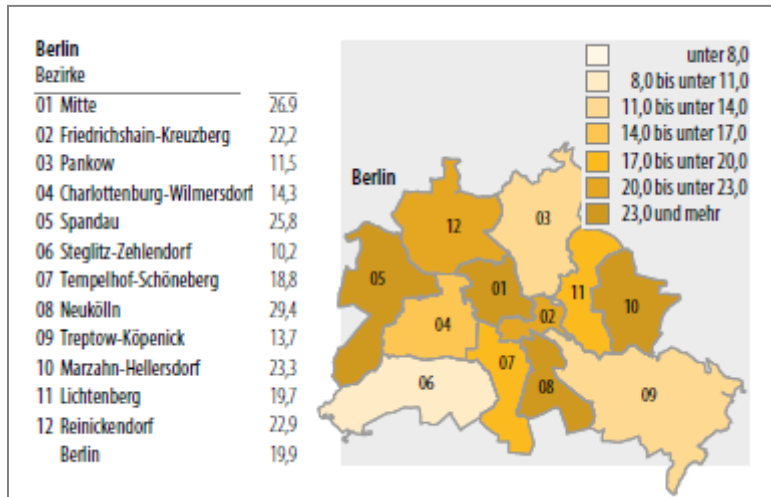 Berlin
Bezirke
01 Mitte 26.9
02 Friedrichshain-Kreuzberg 22,2
03 Pankow 11,5
04 Charlottenburg-Wilmersdorf 14,3
05 Spandau 25,8
06 Steglitz-Zehlendorf 10,2
07 Tempelhof-Schöneberg 18,8
08 Neukölln 29,4
09 Treptow-Köpenick 13,7
10 Marzahn-Hellersdorf 23,3
11 Lichtenberg 19,7
12 Reinickendorf 22,9
Berlin 19,9
unter 8,0
8,0 bis unter 11,0
11,0 bis unter 14,0
14,0 bis unter 17,0
17,0 bis unter 20,0
20,0 bis unter 23,0
23,0 und mehr
Berlin
12
03
05
01
11
10
04
02
07
06
08
09